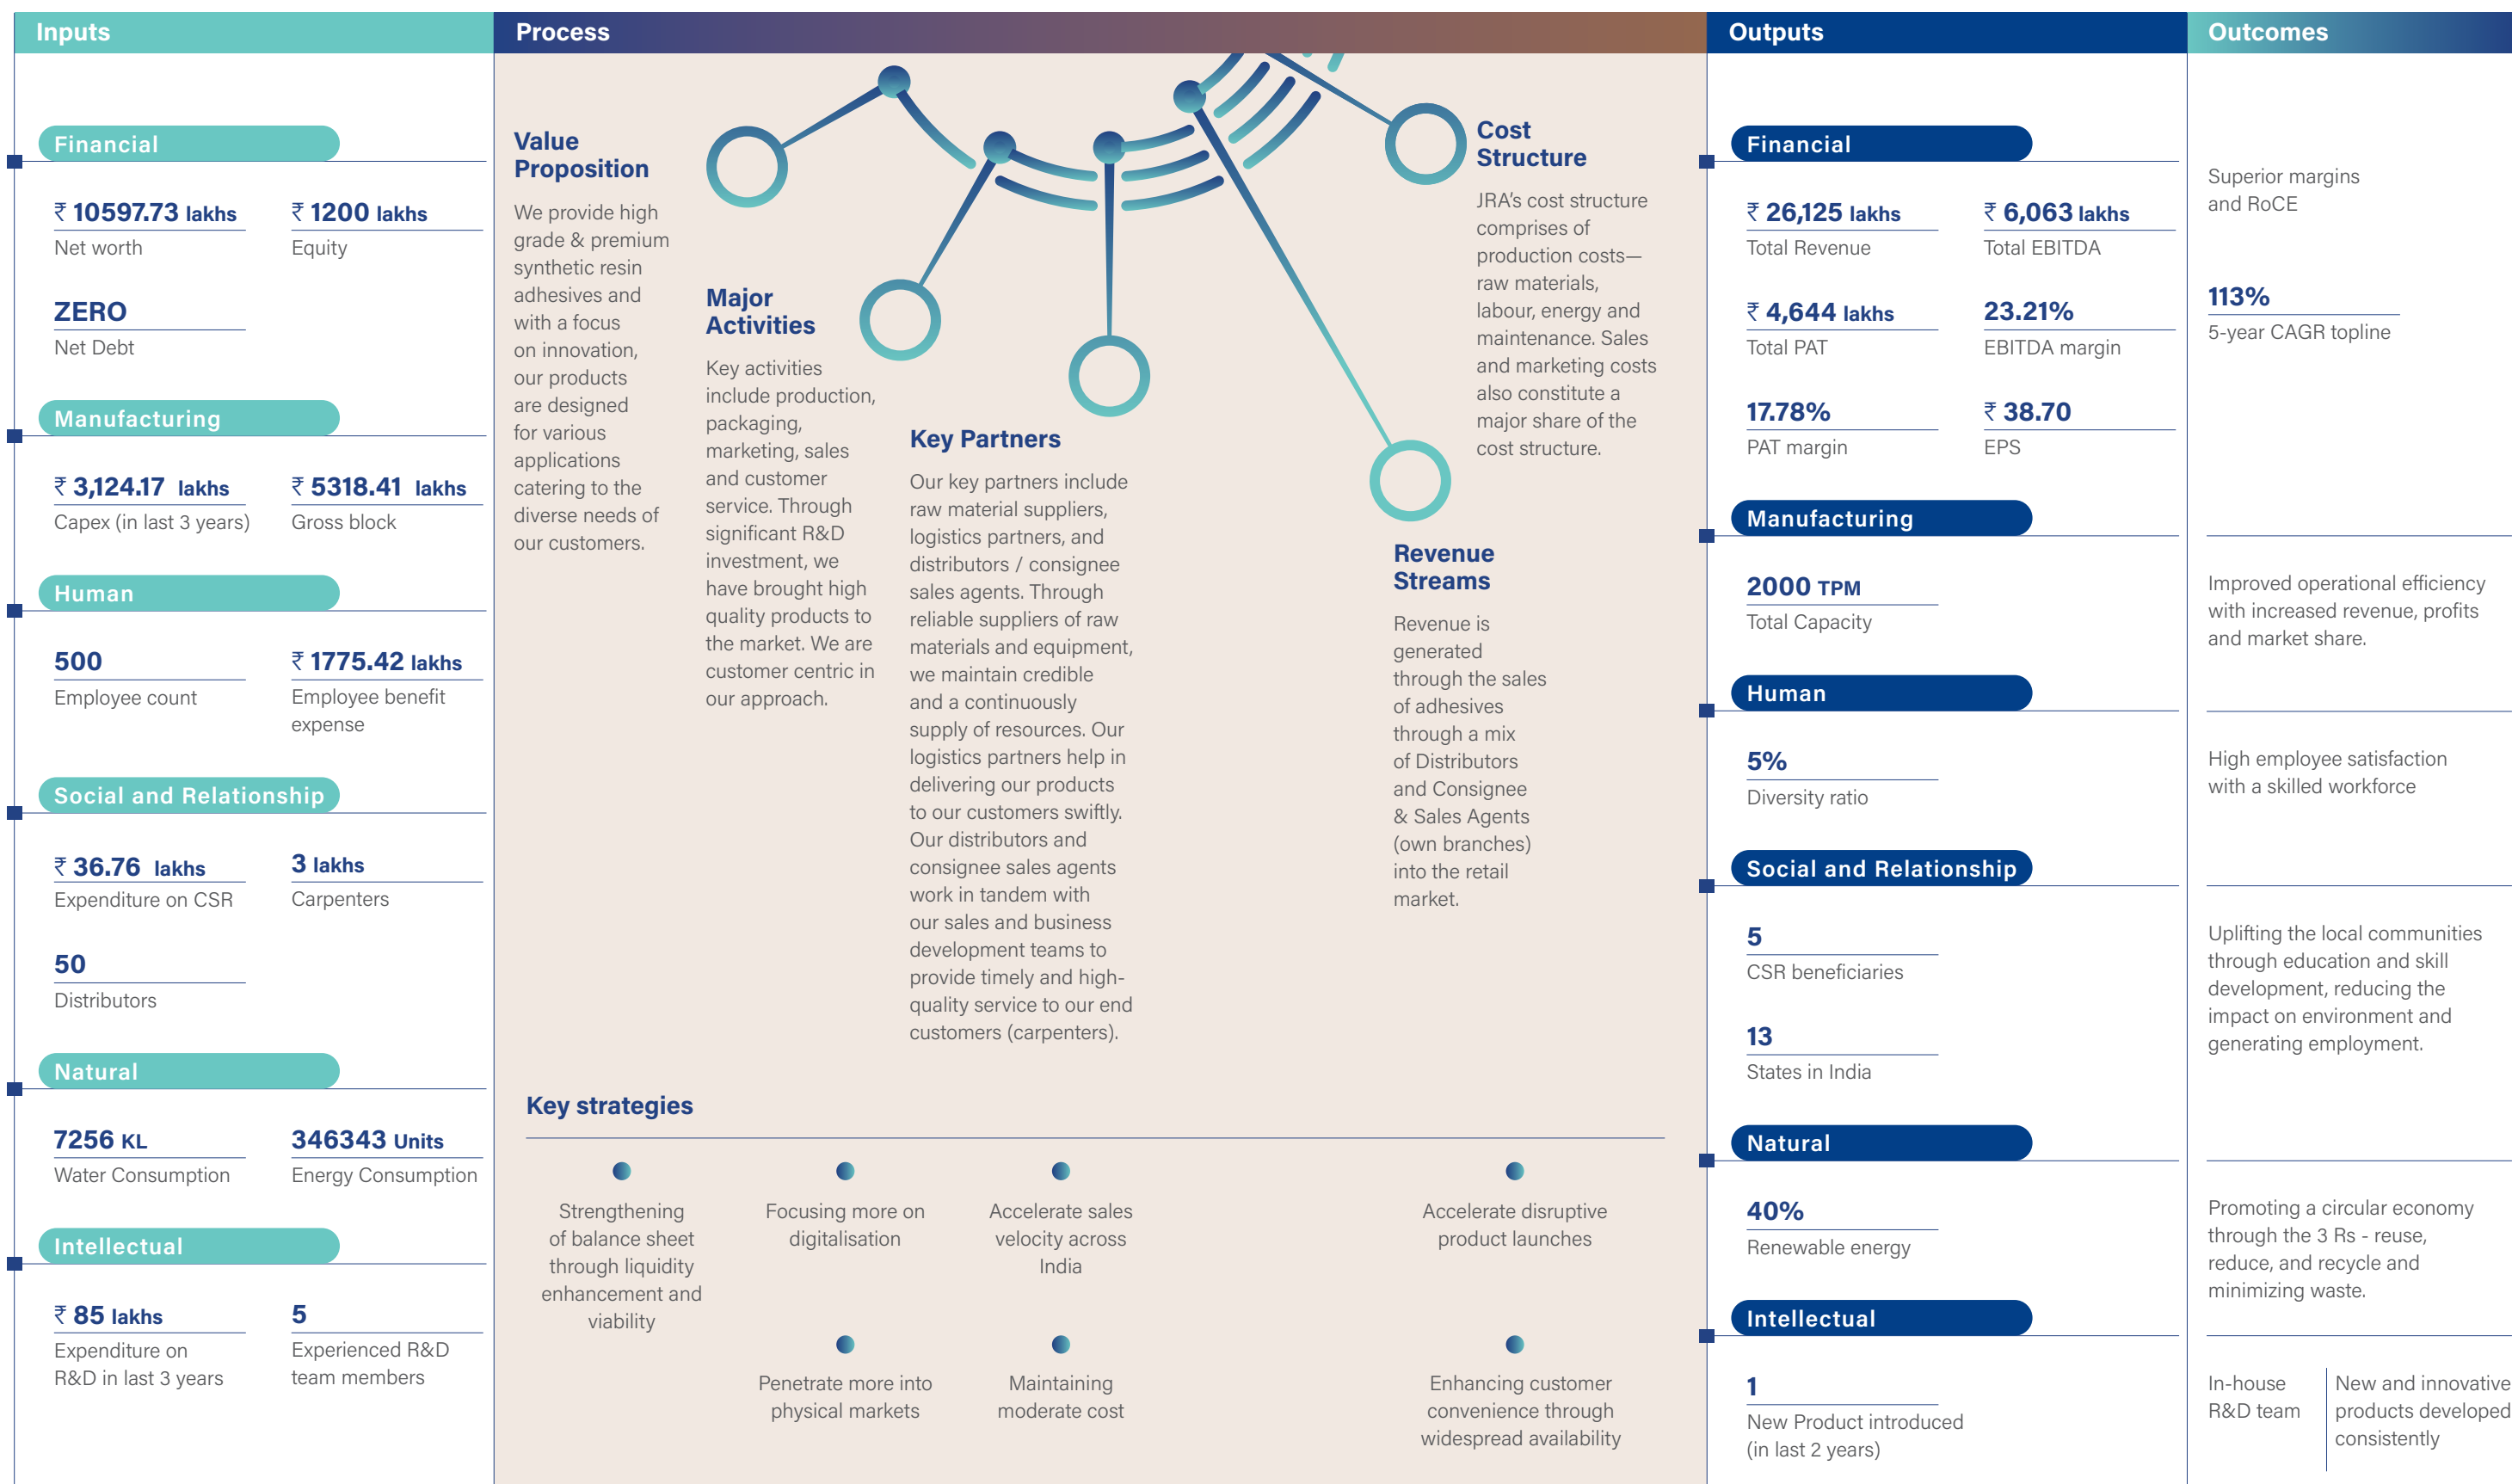 Inputs
Financial
₹ 10597.73 lakhs
Net worth
₹ 1200 lakhs
Equity
ZERO
Net Debt
Manufacturing
₹ 3,124.17 lakhs
Capex (in last 3 years)
₹ 5318.41 lakhs
Gross block
Human
500
Employee count
₹ 1775.42 lakhs
Employee benefit
expense
Social and Relationship
₹ 36.76 lakhs
Expenditure on CSR
3 lakhs
Carpenters
50
Distributors
Natural
7256 KL
Water Consumption
346343 Units
Energy Consumption
Intellectual
₹ 85 lakhs
Expenditure on
R&D in last 3 years
5
Experienced R&D
team members
Process
Value
Proposition
We provide high
grade & premium
synthetic resin
adhesives and
with a focus
on innovation,
our products
are designed
for various
applications
catering to the
diverse needs of
our customers.
Major
Activities
Key activities
include production,
packaging,
marketing, sales
and customer
service. Through
significant R&D
investment, we
have brought high
quality products to
the market. We are
customer centric in
our approach.
Key Partners
Our key partners include
raw material suppliers,
logistics partners, and
distributors / consignee
sales agents. Through
reliable suppliers of raw
materials and equipment,
we maintain credible
and a continuously
supply of resources. Our
logistics partners help in
delivering our products
to our customers swiftly.
Our distributors and
consignee sales agents
work in tandem with
our sales and business
development teams to
provide timely and high-
quality service to our end
customers (carpenters).
Revenue
Streams
Revenue is
generated
through the sales
of adhesives
through a mix
of Distributors
and Consignee
& Sales Agents
(own branches)
into the retail
market.
Cost
Structure
JRA’s cost structure
comprises of
production costs—
raw materials,
labour, energy and
maintenance. Sales
and marketing costs
also constitute a
major share of the
cost structure.
Key strategies
Strengthening
of balance sheet
through liquidity
enhancement and
viability
Focusing more on
digitalisation
Accelerate sales
velocity across
India
Accelerate disruptive
product launches
Penetrate more into
physical markets
Maintaining
moderate cost
Enhancing customer
convenience through
widespread availability
Outputs
Financial
₹ 26,125 lakhs
Total Revenue
₹ 6,063 lakhs
Total EBITDA
₹ 4,644 lakhs
Total PAT
23.21%
EBITDA margin
17.78%
PAT margin
₹ 38.70
EPS
Manufacturing
2000 TPM
Total Capacity
Human
5%
Diversity ratio
Social and Relationship
5
CSR beneficiaries
13
States in India
Natural
40%
Renewable energy
Intellectual
1
New Product introduced
(in last 2 years)
Outcomes
Superior margins
and RoCE
113%
5-year CAGR topline
Improved operational efficiency
with increased revenue, profits
and market share.
High employee satisfaction
with a skilled workforce
Uplifting the local communities
through education and skill
development, reducing the
impact on environment and
generating employment.
Promoting a circular economy
through the 3 Rs - reuse,
reduce, and recycle and
minimizing waste.
In-house
R&D team
New and innovative
products developed
consistently